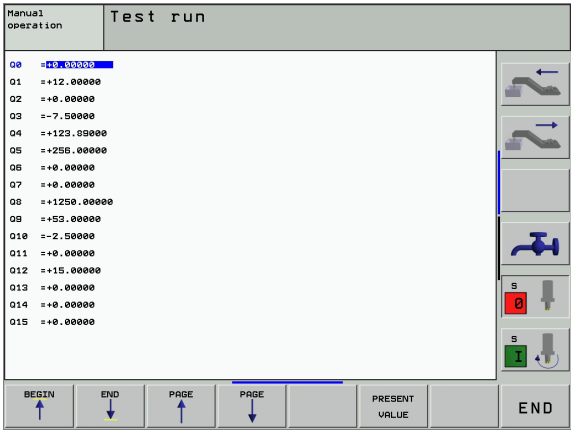 Manual
operation
Test run
Q0 =+0.00000
Q1 =+12.00000
Q2 =+0.00000
Q3 =-7.50000
Q4 =+123.89000
Q5 =+256.00000
Q6 =+0.00000
Q7 =+0.00000
Q8 =+1250.00000
Q9 =+53.00000
Q10 =-2.50000
Q11 =+0.00000
Q12 =+15.00000
Q13 =+0.00000
Q14 =+0.00000
Q15 =+0.00000
S
0
S
I
BEGIN
END
PAGE
PAGE
PRESENT
VALUE
END